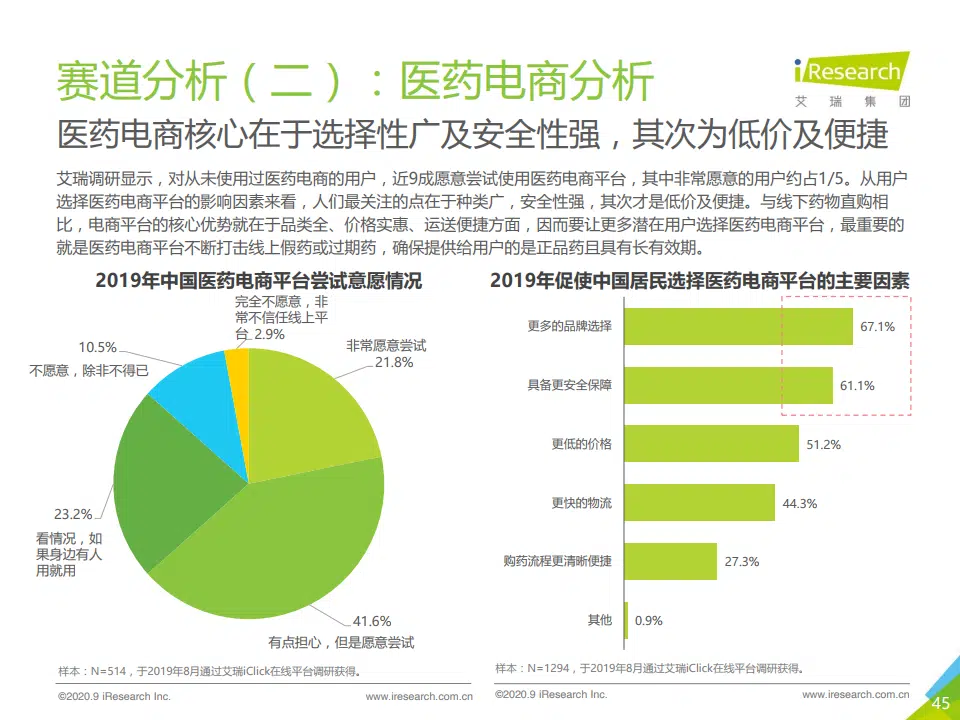 赛道分析（二）：医药电商分析
iResearch
艾 瑞 集 团
医药电商核心在于选择性广及安全性强，其次为低价及便捷
艾瑞调研显示，对从未使用过医药电商的用户，近9成愿意尝试使用医药电商平台，其中非常愿意的用户约占1/5。从用户
选择医药电商平台的影响因素来看，人们最关注的点在于种类广，安全性强，其次才是低价及便捷。与线下药物直购相
比，电商平台的核心优势就在于品类全、价格实惠、运送便捷方面，因而要让更多潜在用户选择医药电商平台，最重要的
就是医药电商平台不断打击线上假药或过期药，确保提供给用户的是正品药且具有长有效期。
2019年中国医药电商平台尝试意愿情况
完全不愿意，非
常不信任线上平
台 2.9%
10.5%
不愿意，除非不得已
非常愿意尝试
21.8%
23.2%
看情况，如
果身边有人
用就用
41.6%
有点担心，但是愿意尝试
样本：N=514，于2019年8月通过艾瑞iClick在线平台调研获得。
2019年促使中国居民选择医药电商平台的主要因素
更多的品牌选择 67.1%
具备更安全保障 61.1%
更低的价格 51.2%
更快的物流 44.3%
购药流程更清晰便捷 27.3%
其他 0.9%
样本：N=1294，于2019年8月通过艾瑞iClick在线平台调研获得。
©2020.9 iResearch Inc. www.iresearch.com.cn
©2020.9 iResearch Inc. www.iresearch.com.cn
45